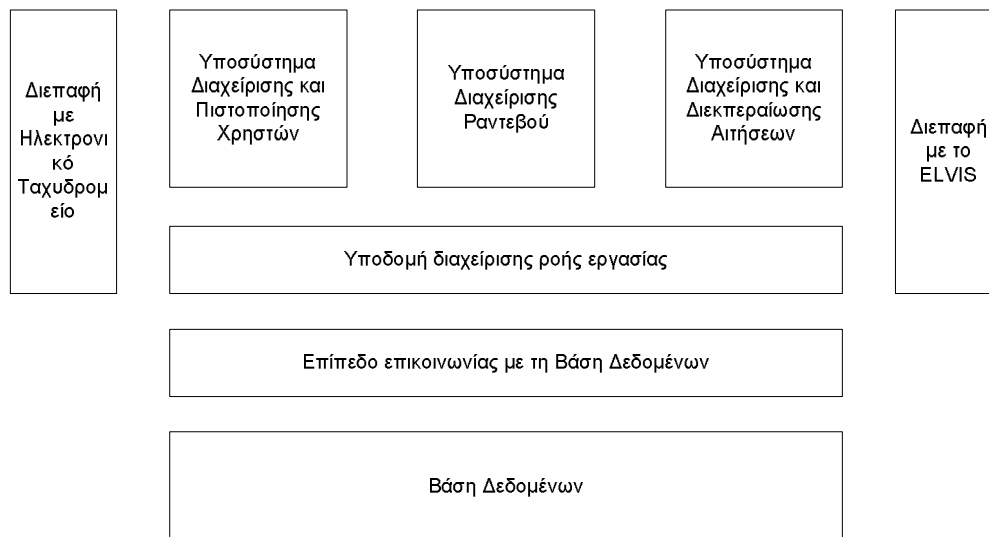 Διεπαφή
με
Ηλεκτρονι
κό
Ταχυδρομ
είο
Υποσύστημα
Διαχείρισης και
Πιστοποίησης
Χρηστών
Υποσύστημα
Διαχείρισης
Ραντεβού
Υποσύστημα
Διαχείρισης και
Διεκπεραίωσης
Αιτήσεων
Διεπαφή
με το
ELVIS
Υποδομή διαχείρισης ροής εργασίας
Επίπεδο επικοινωνίας με τη Βάση Δεδομένων
Βάση Δεδομένων